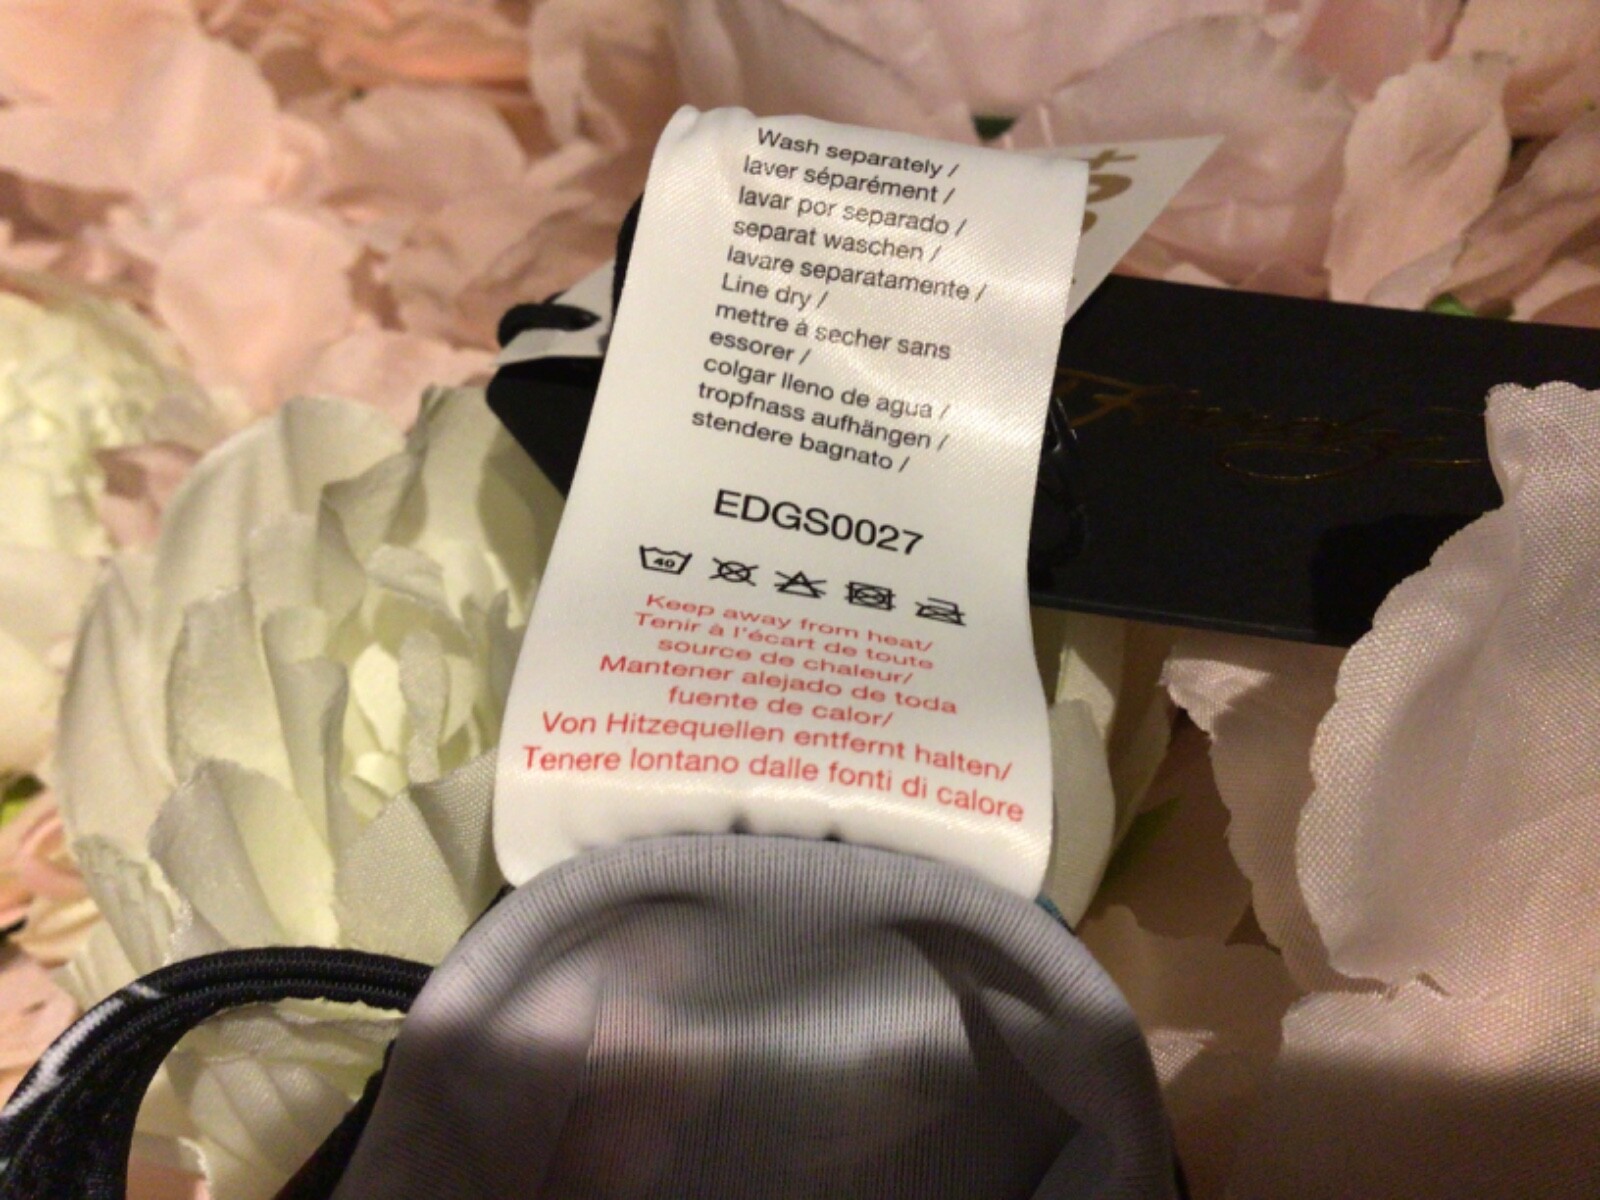 Wash separately /
laver séparément /
lavar por separado /
separat waschen /
lavare separatamente /
Line dry /
mettre à secher sans
essorer /
colgar lleno de agua /
tropfnass aufhängen /
stendere bagnato /
EDGS0027
40
Keep away from heat/
Tenir à l'écart de toute
source de chaleur/
Mantener alejado de toda
fuente de calor/
Von Hitzequellen entfernt halten/
Tenere lontano dalle fonti di calore